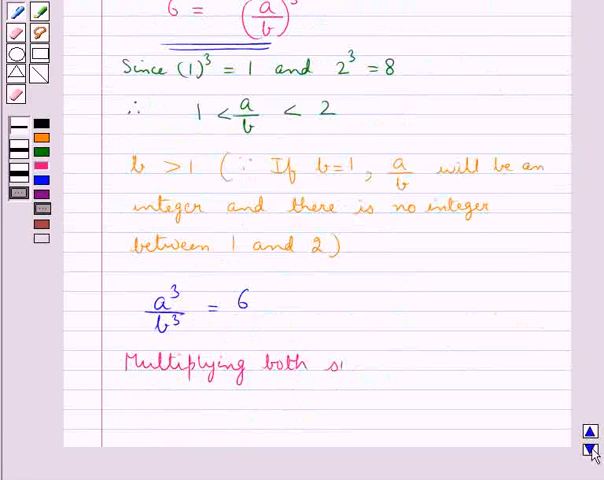 6 = (a/b)³
Since (1)³ = 1 and 2³ = 8
∴ 1 < a/b < 2
b > 1 (∵ If b=1, a/b will be an
integer and there is no integer
between 1 and 2)
a³/b³ = 6
Multiplying both s